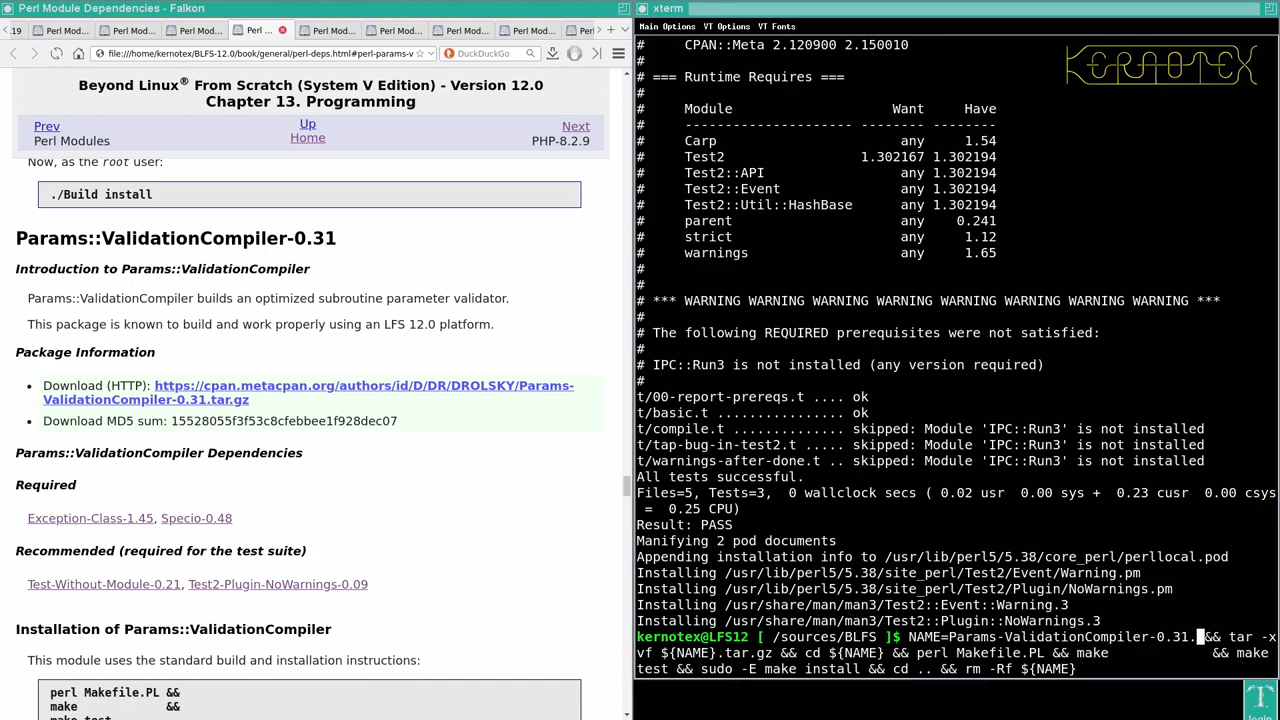 Perl Module Dependencies - Falkon
xterm
19
Perl Mod
Perl Mod
Perl Mod
Perl
Perl Mod
Perl Mod
Perl Mod
Perl Mod
Perl
Main Options VT Options VT Fonts
file:///home/kernotex/BLFS-12.0/book/general/perl-deps.html#perl-params-v
DuckDuckGo
KERNOTEX
Beyond Linux® From Scratch (System V Edition) - Version 12.0
Chapter 13. Programming
Prev
Up
Next
Perl Modules
Home
PHP-8.2.9
Now, as the root user:
./Build install
Params::ValidationCompiler-0.31
Introduction to Params::ValidationCompiler
Params::ValidationCompiler builds an optimized subroutine parameter validator.
This package is known to build and work properly using an LFS 12.0 platform.
Package Information
• Download (HTTP): https://cpan.metacpan.org/authors/id/D/DR/DROLSKY/Params-
ValidationCompiler-0.31.tar.gz
• Download MD5 sum: 15528055f3f53c8cfebbee1f928dec07
Params::ValidationCompiler Dependencies
Required
Exception-Class-1.45, Specio-0.48
Recommended (required for the test suite)
Test-Without-Module-0.21, Test2-Plugin-NoWarnings-0.09
Installation of Params::ValidationCompiler
This module uses the standard build and installation instructions:
perl Makefile.PL &&
make &&
make test
# CPAN::Meta 2.120900 2.150010
#
# === Runtime Requires ===
#
# Module Want Have
# -------------------- -------- --------
# Carp any 1.54
# Test2 1.302167 1.302194
# Test2::API any 1.302194
# Test2::Event any 1.302194
# Test2::Util::HashBase any 1.302194
# parent any 0.241
# strict any 1.12
# warnings any 1.65
#
#
# *** WARNING WARNING WARNING WARNING WARNING WARNING WARNING WARNING ***
#
# The following REQUIRED prerequisites were not satisfied:
#
# IPC::Run3 is not installed (any version required)
#
t/00-report-prereqs.t .... ok
t/basic.t ................ ok
t/compile.t .............. skipped: Module 'IPC::Run3' is not installed
t/tap-bug-in-test2.t ..... skipped: Module 'IPC::Run3' is not installed
t/warnings-after-done.t .. skipped: Module 'IPC::Run3' is not installed
All tests successful.
Files=5, Tests=3, 0 wallclock secs ( 0.02 usr 0.00 sys + 0.23 cusr 0.00 csys
= 0.25 CPU)
Result: PASS
Manifying 2 pod documents
Appending installation info to /usr/lib/perl5/5.38/core_perl/perllocal.pod
Installing /usr/lib/perl5/5.38/site_perl/Test2/Event/Warning.pm
Installing /usr/lib/perl5/5.38/site_perl/Test2/Plugin/NoWarnings.pm
Installing /usr/share/man/man3/Test2::Event::Warning.3
Installing /usr/share/man/man3/Test2::Plugin::NoWarnings.3
kernotex@LFS12 [ /sources/BLFS ]$ NAME=Params-ValidationCompiler-0.31. && tar -x
vf ${NAME}.tar.gz && cd ${NAME} && perl Makefile.PL && make && make
test && sudo -E make install && cd .. && rm -Rf ${NAME}
login